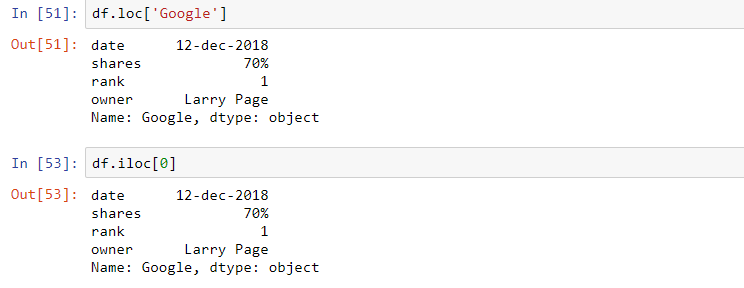 In [51]: df.loc['Google']
Out[51]: date 12-dec-2018
shares 70%
rank 1
owner Larry Page
Name: Google, dtype: object
In [53]: df.iloc[0]
Out[53]: date 12-dec-2018
shares 70%
rank 1
owner Larry Page
Name: Google, dtype: object